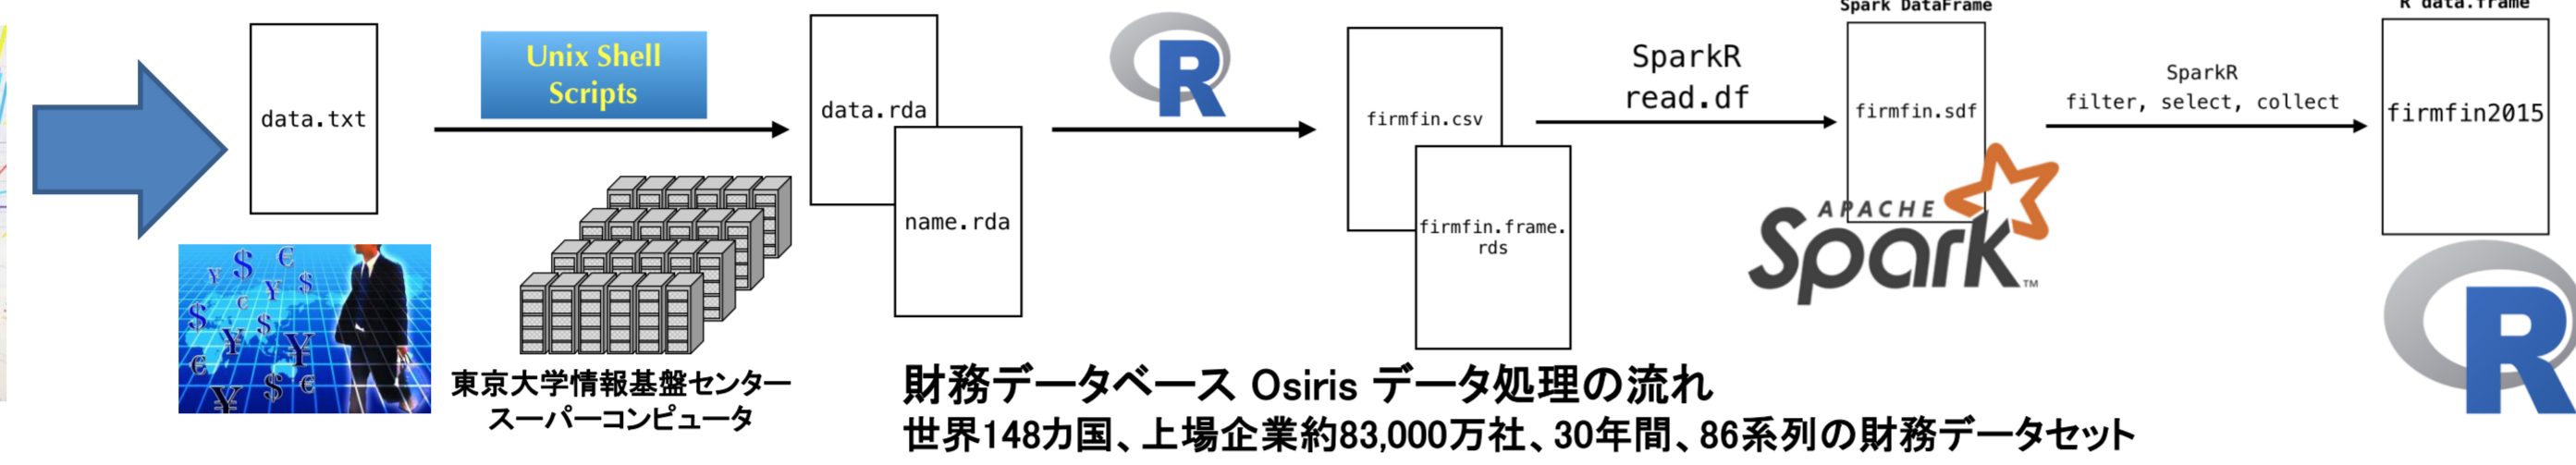 data.txt
Unix Shell
Scripts
東京大学情報基盤センター
スーパーコンピュータ
data.rda
name.rda
R
firmfin.csv
firmfin.frame.
rds
SparkR
read.df
Spark DataFrame
firmfin.sdf
APACHE
Spark™
SparkR
filter, select, collect
R data.frame
firmfin2015
R
財務データベース Osiris データ処理の流れ
世界148カ国、上場企業約83,000万社、30年間、86系列の財務データセット